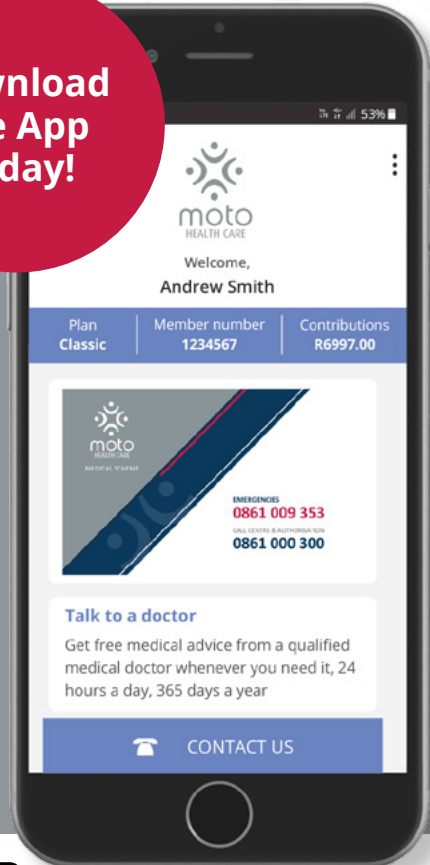 App
day!
53%
moto
HEALTH CARE
Welcome,
Andrew Smith
Plan
Classic
Member number
1234567
Contributions
R6997.00
moto
HEALTH CARE
MEDICAL SCHEME
EMERGENCIES
0861 009 353
CALL CENTRE & AUTHORISATION
0861 000 300
Talk to a doctor
Get free medical advice from a qualified
medical doctor whenever you need it, 24
hours a day, 365 days a year
CONTACT US